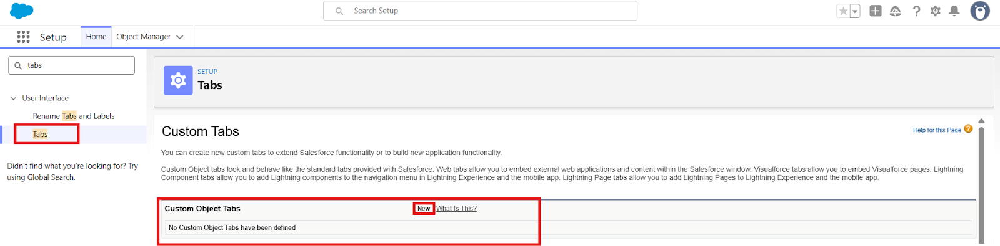 Search Setup
Setup
Home
Object Manager
tabs
User Interface
Rename Tabs and Labels
Tabs
Didn't find what you're looking for? Try
using Global Search.
SETUP
Tabs
Custom Tabs
Help for this Page ?
You can create new custom tabs to extend Salesforce functionality or to build new application functionality.
Custom Object tabs look and behave like the standard tabs provided with Salesforce. Web tabs allow you to embed external web applications and content within the Salesforce window. Visualforce tabs allow you to embed Visualforce pages. Lightning
Component tabs allow you to add Lightning components to the navigation menu in Lightning Experience and the mobile app. Lightning Page tabs allow you to add Lightning Pages to Lightning Experience and the mobile app.
Custom Object Tabs
New What Is This?
No Custom Object Tabs have been defined